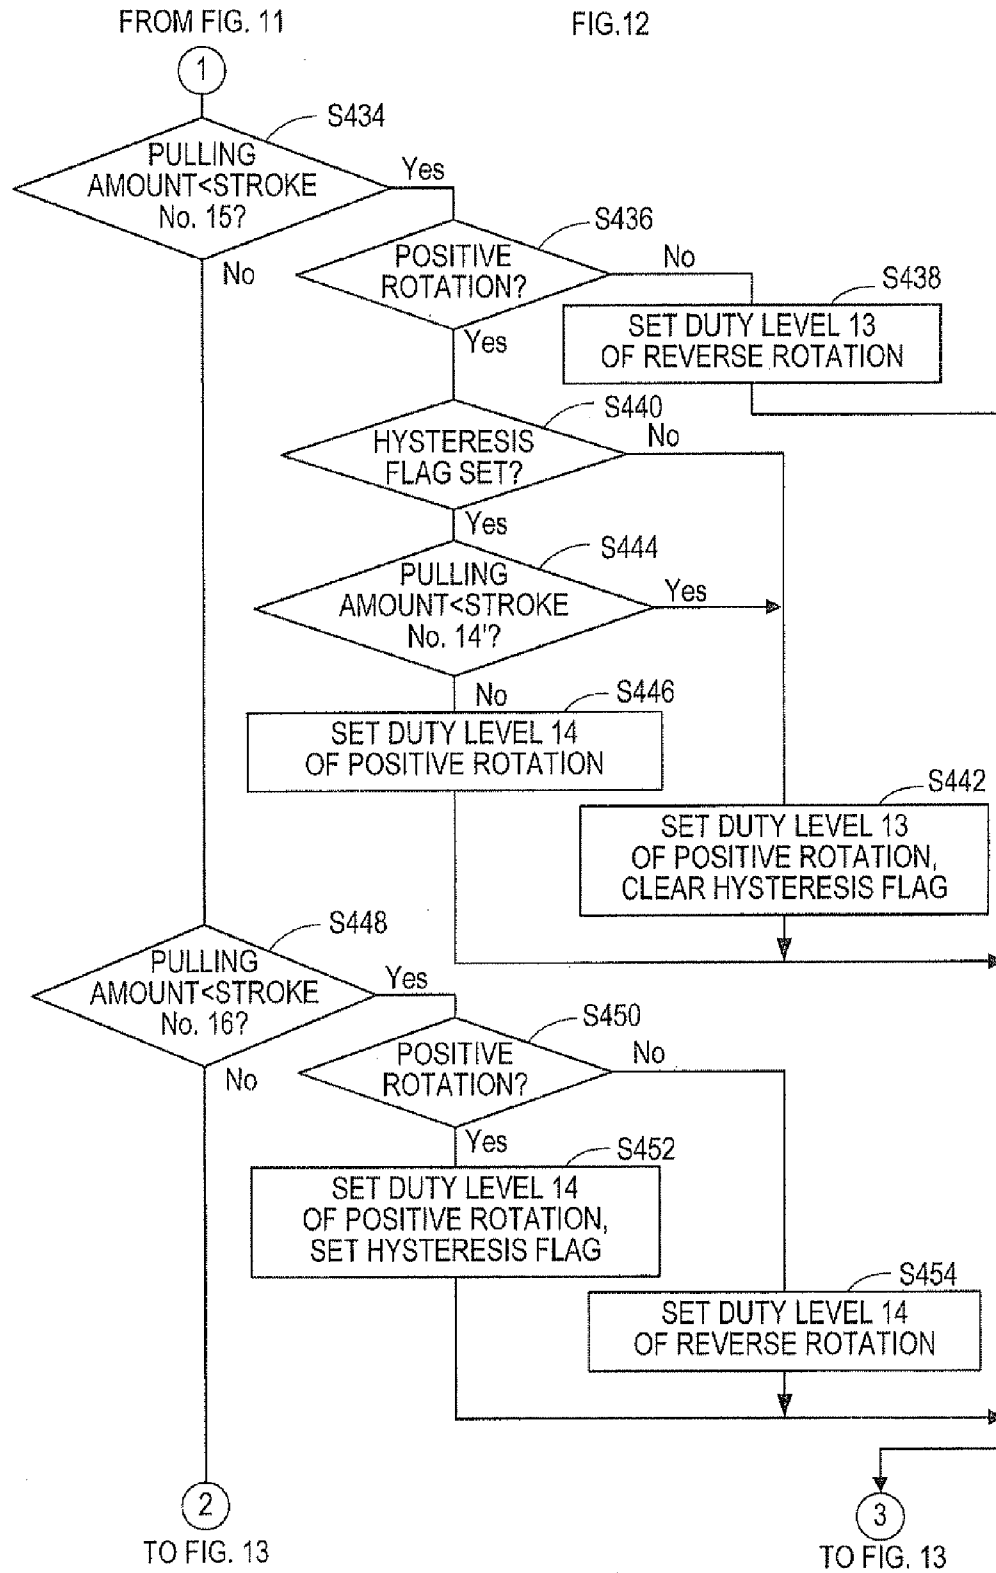 FROM FIG. 11
FIG.12
1
S434
PULLING
AMOUNT<STROKE
No. 15?
Yes
No
S436
POSITIVE
ROTATION?
No
Yes
S438
SET DUTY LEVEL 13
OF REVERSE ROTATION
S440
HYSTERESIS
FLAG SET?
No
Yes
S444
PULLING
AMOUNT<STROKE
No. 14'?
Yes
No
S446
SET DUTY LEVEL 14
OF POSITIVE ROTATION
S442
SET DUTY LEVEL 13
OF POSITIVE ROTATION,
CLEAR HYSTERESIS FLAG
S448
PULLING
AMOUNT<STROKE
No. 16?
Yes
No
S450
POSITIVE
ROTATION?
No
Yes
S452
SET DUTY LEVEL 14
OF POSITIVE ROTATION,
SET HYSTERESIS FLAG
S454
SET DUTY LEVEL 14
OF REVERSE ROTATION
2
TO FIG. 13
3
TO FIG. 13